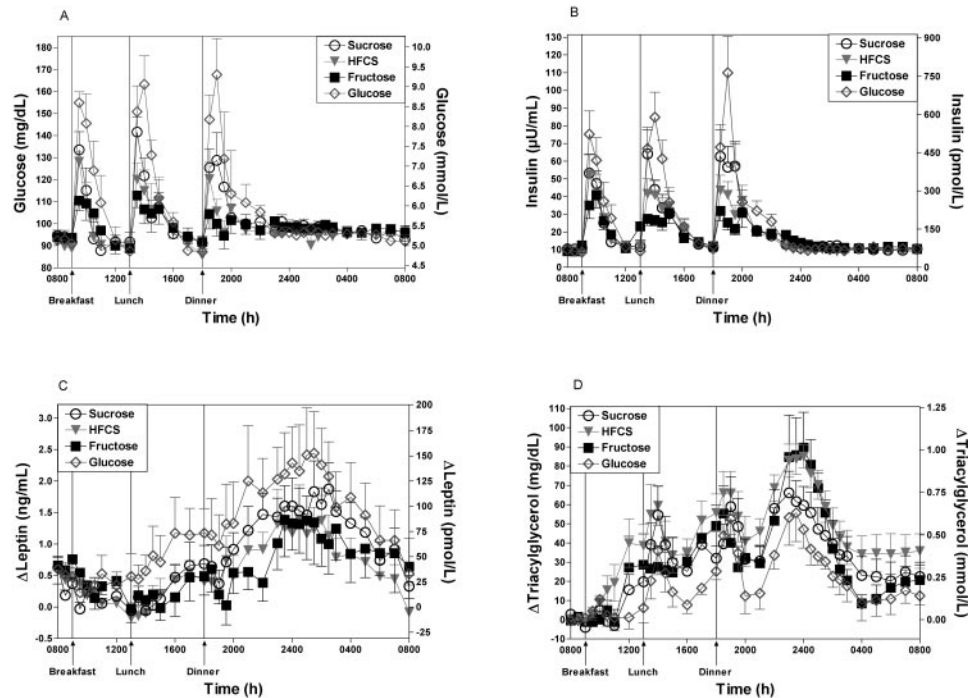 A
Glucose (mg/dL)
180
170
160
150
140
130
120
110
100
90
80
Sucrose
HFCS
Fructose
Glucose
10.0
9.5
9.0
8.5
8.0
7.5
7.0
6.5
6.0
5.5
5.0
4.5
Glucose (mmol/L)
0800 1200 1600 2000 2400 0400 0800
Breakfast Lunch Dinner
Time (h)
B
Insulin (µU/mL)
130
120
110
100
90
80
70
60
50
40
30
20
10
0
Sucrose
HFCS
Fructose
Glucose
900
750
600
450
300
150
0
Insulin (pmol/L)
0800 1200 1600 2000 2400 0400 0800
Breakfast Lunch Dinner
Time (h)
C
ΔLeptin (ng/mL)
3.0
2.5
2.0
1.5
1.0
0.5
0.0
-0.5
Sucrose
HFCS
Fructose
Glucose
200
175
150
125
100
75
50
25
0
-25
ΔLeptin (pmol/L)
0800 1200 1600 2000 2400 0400 0800
Breakfast Lunch Dinner
Time (h)
D
ΔTriacylglycerol (mg/dL)
110
100
90
80
70
60
50
40
30
20
10
0
-10
Sucrose
HFCS
Fructose
Glucose
1.25
1.00
0.75
0.50
0.25
0.00
ΔTriacylglycerol (mmol/L)
0800 1200 1600 2000 2400 0400 0800
Breakfast Lunch Dinner
Time (h)